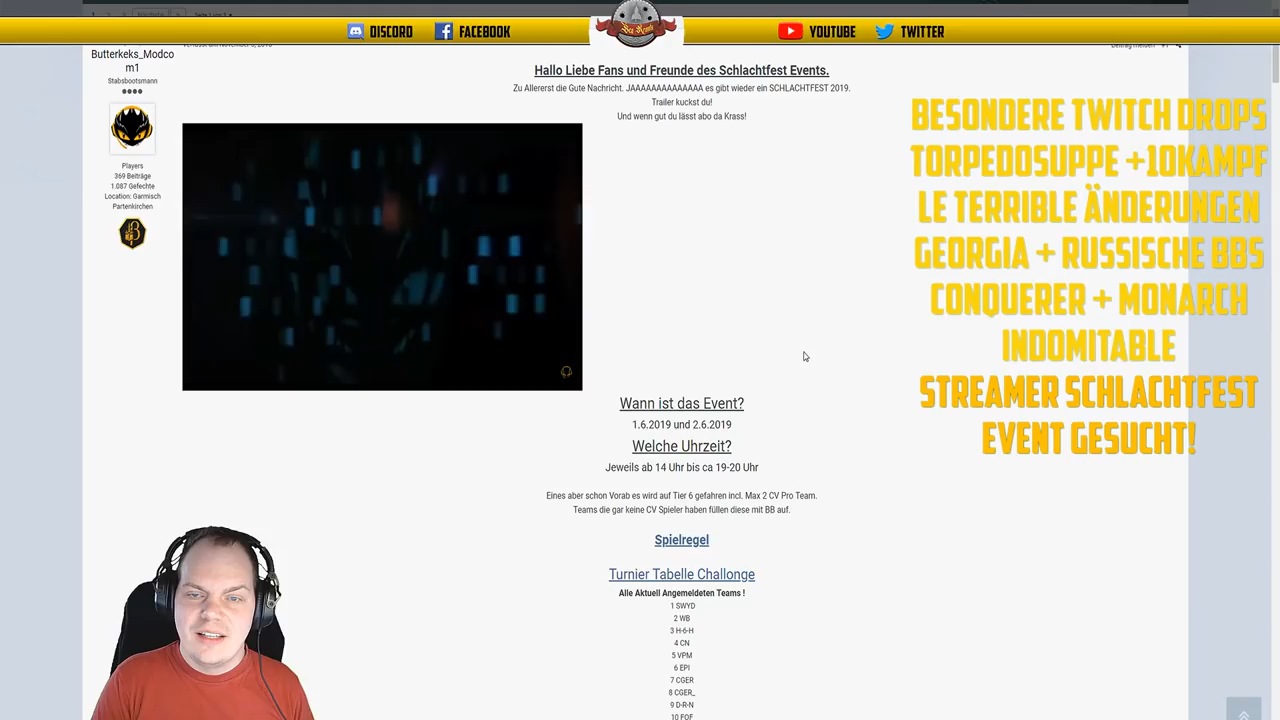 DISCORD
FACEBOOK
YOUTUBE
TWITTER
Butterkeks_Modco
m1
Stabsbootsmann
Players
369 Beiträge
1.087 Gefechte
Location: Garmisch
Partenkirchen
Hallo Liebe Fans und Freunde des Schlachtfest Events.
Zu Allererst die Gute Nachricht. JAAAAAAAAAAAAA es gibt wieder ein SCHLACHTFEST 2019.
Trailer kuckst du!
Und wenn gut du lässt abo da Krass!
Wann ist das Event?
1.6.2019 und 2.6.2019
Welche Uhrzeit?
Jeweils ab 14 Uhr bis ca 19-20 Uhr
Eines aber schon Vorab es wird auf Tier 6 gefahren incl. Max 2 CV Pro Team.
Teams die gar keine CV Spieler haben füllen diese mit BB auf.
Spielregel
Turnier Tabelle Challonge
Alle Aktuell Angemeldeten Teams !
1 SWYD
2 WB
3 H-6-H
4 CN
5 VPM
6 EPI
7 CGER
8 CGER_
9 D-R-N
10 FOF
BESONDERE TWITCH DROPS
TORPEDOSUPPE +10KAMPF
LE TERRIBLE ÄNDERUNGEN
GEORGIA + RUSSISCHE BBS
CONQUERER + MONARCH
INDOMITABLE
STREAMER SCHLACHTFEST
EVENT GESUCHT!